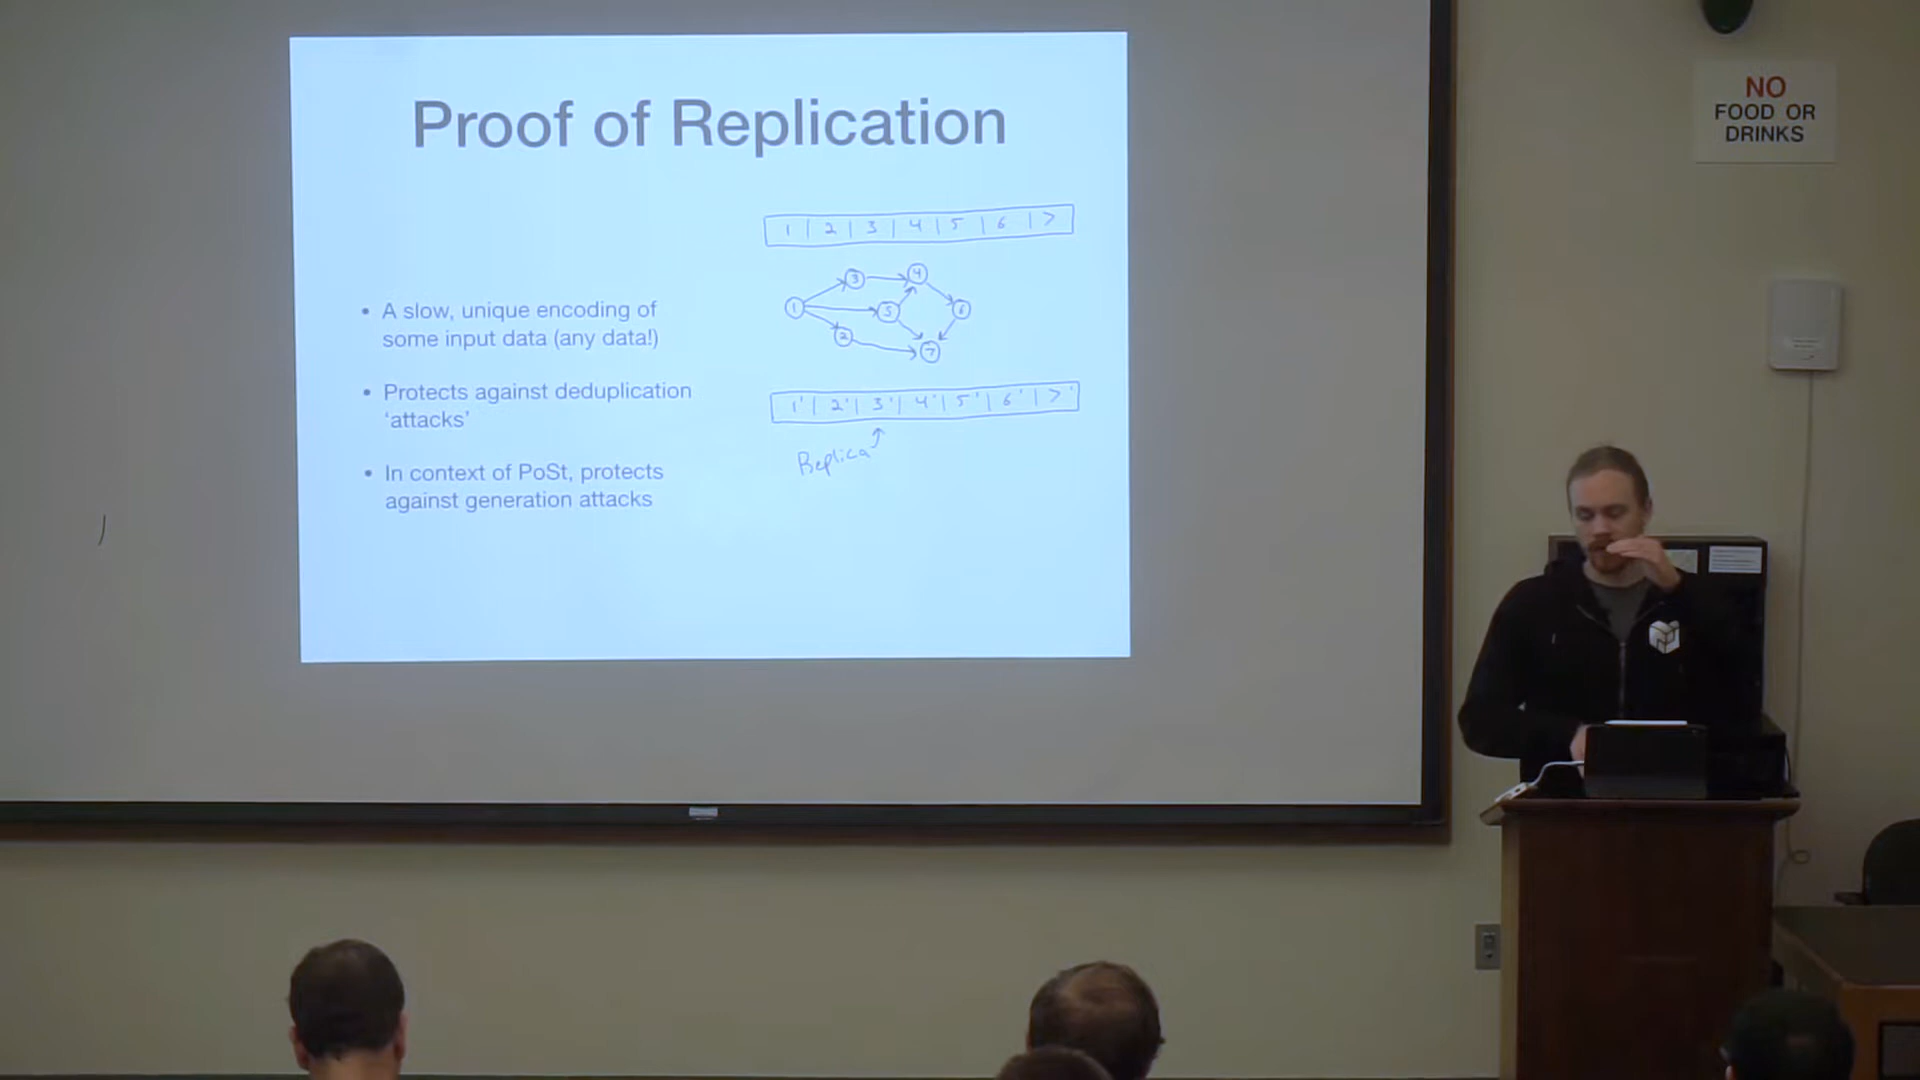 Proof of Replication
• A slow, unique encoding of
some input data (any data!)
• Protects against deduplication
‘attacks’
• In context of PoSt, protects
against generation attacks
1 | 2 | 3 | 4 | 5 | 6 | 7
3 4
1 5 6
2 7
1' | 2' | 3' | 4' | 5' | 6' | 7'
Replica
NO
FOOD OR
DRINKS